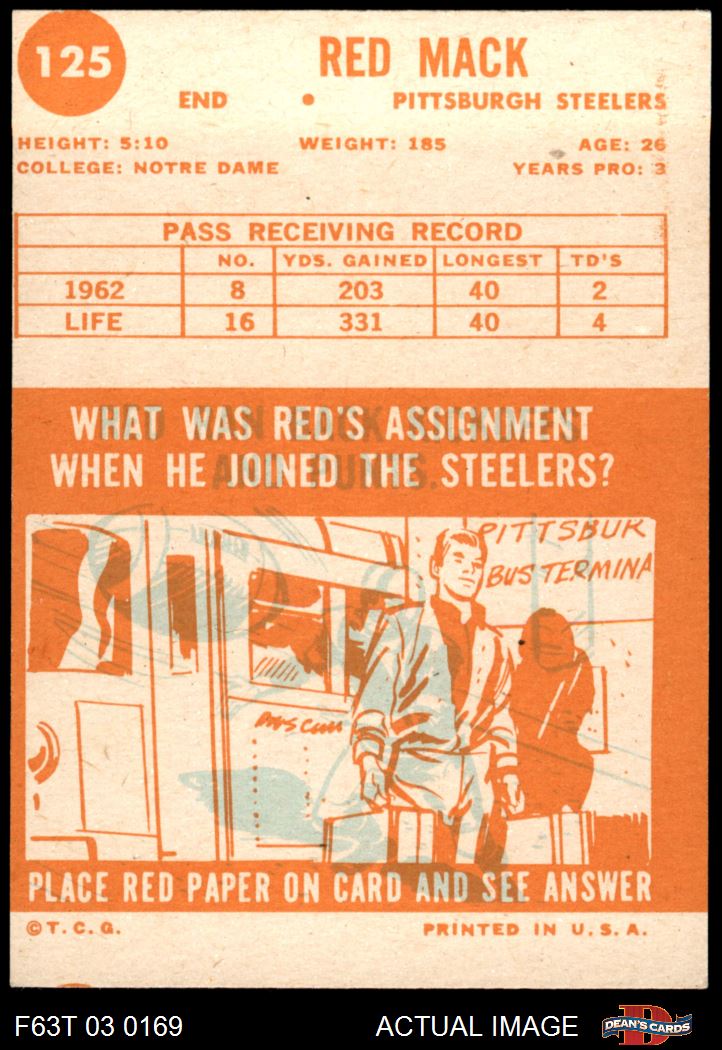 125
RED MACK
END • PITTSBURGH STEELERS
HEIGHT: 5:10 WEIGHT: 185 AGE: 26
COLLEGE: NOTRE DAME YEARS PRO: 3
PASS RECEIVING RECORD
NO. YDS. GAINED LONGEST TD'S
1962 8 203 40 2
LIFE 16 331 40 4
WHAT WAS RED'S ASSIGNMENT
WHEN HE JOINED THE STEELERS?
AND PUNTS.
PITTSBUR
BUS TERMINA
PLACE RED PAPER ON CARD AND SEE ANSWER
©T.C.G. PRINTED IN U.S.A.
F63T 03 0169 ACTUAL IMAGE D DEAN'S CARDS